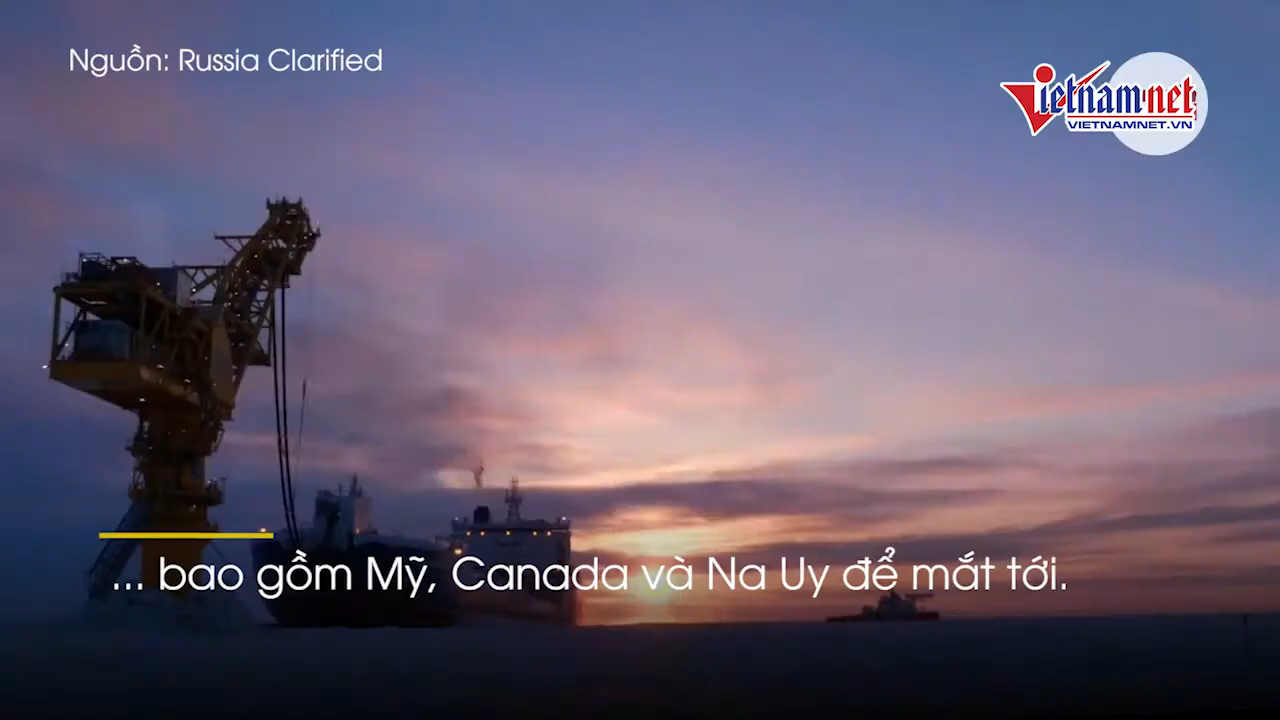 Nguồn: Russia Clarified
Vietnamnet
VIETNAMNET.VN
... bao gồm Mỹ, Canada và Na Uy để mắt tới.